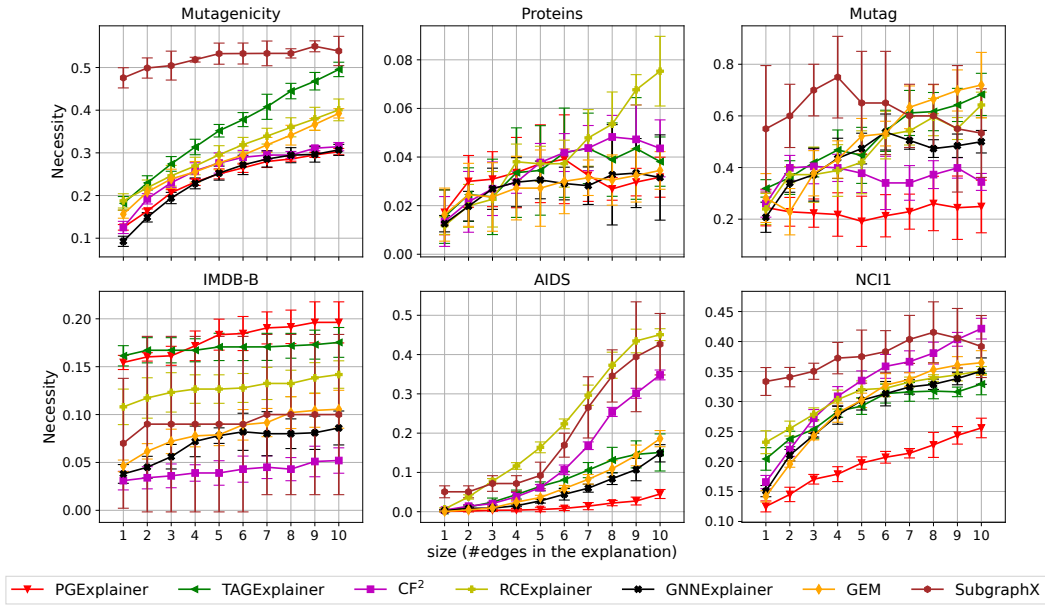 Mutagenicity
Proteins
Mutag
Necessity
0.5
0.4
0.3
0.2
0.1
0.08
0.06
0.04
0.02
0.00
0.8
0.6
0.4
0.2
IMDB-B
AIDS
NCI1
Necessity
0.20
0.15
0.10
0.05
0.00
0.4
0.3
0.2
0.1
0.0
0.45
0.40
0.35
0.30
0.25
0.20
0.15
0.10
1 2 3 4 5 6 7 8 9 10
1 2 3 4 5 6 7 8 9 10
1 2 3 4 5 6 7 8 9 10
size (#edges in the explanation)
PGExplainer TAGExplainer CF² RCExplainer GNNExplainer GEM SubgraphX